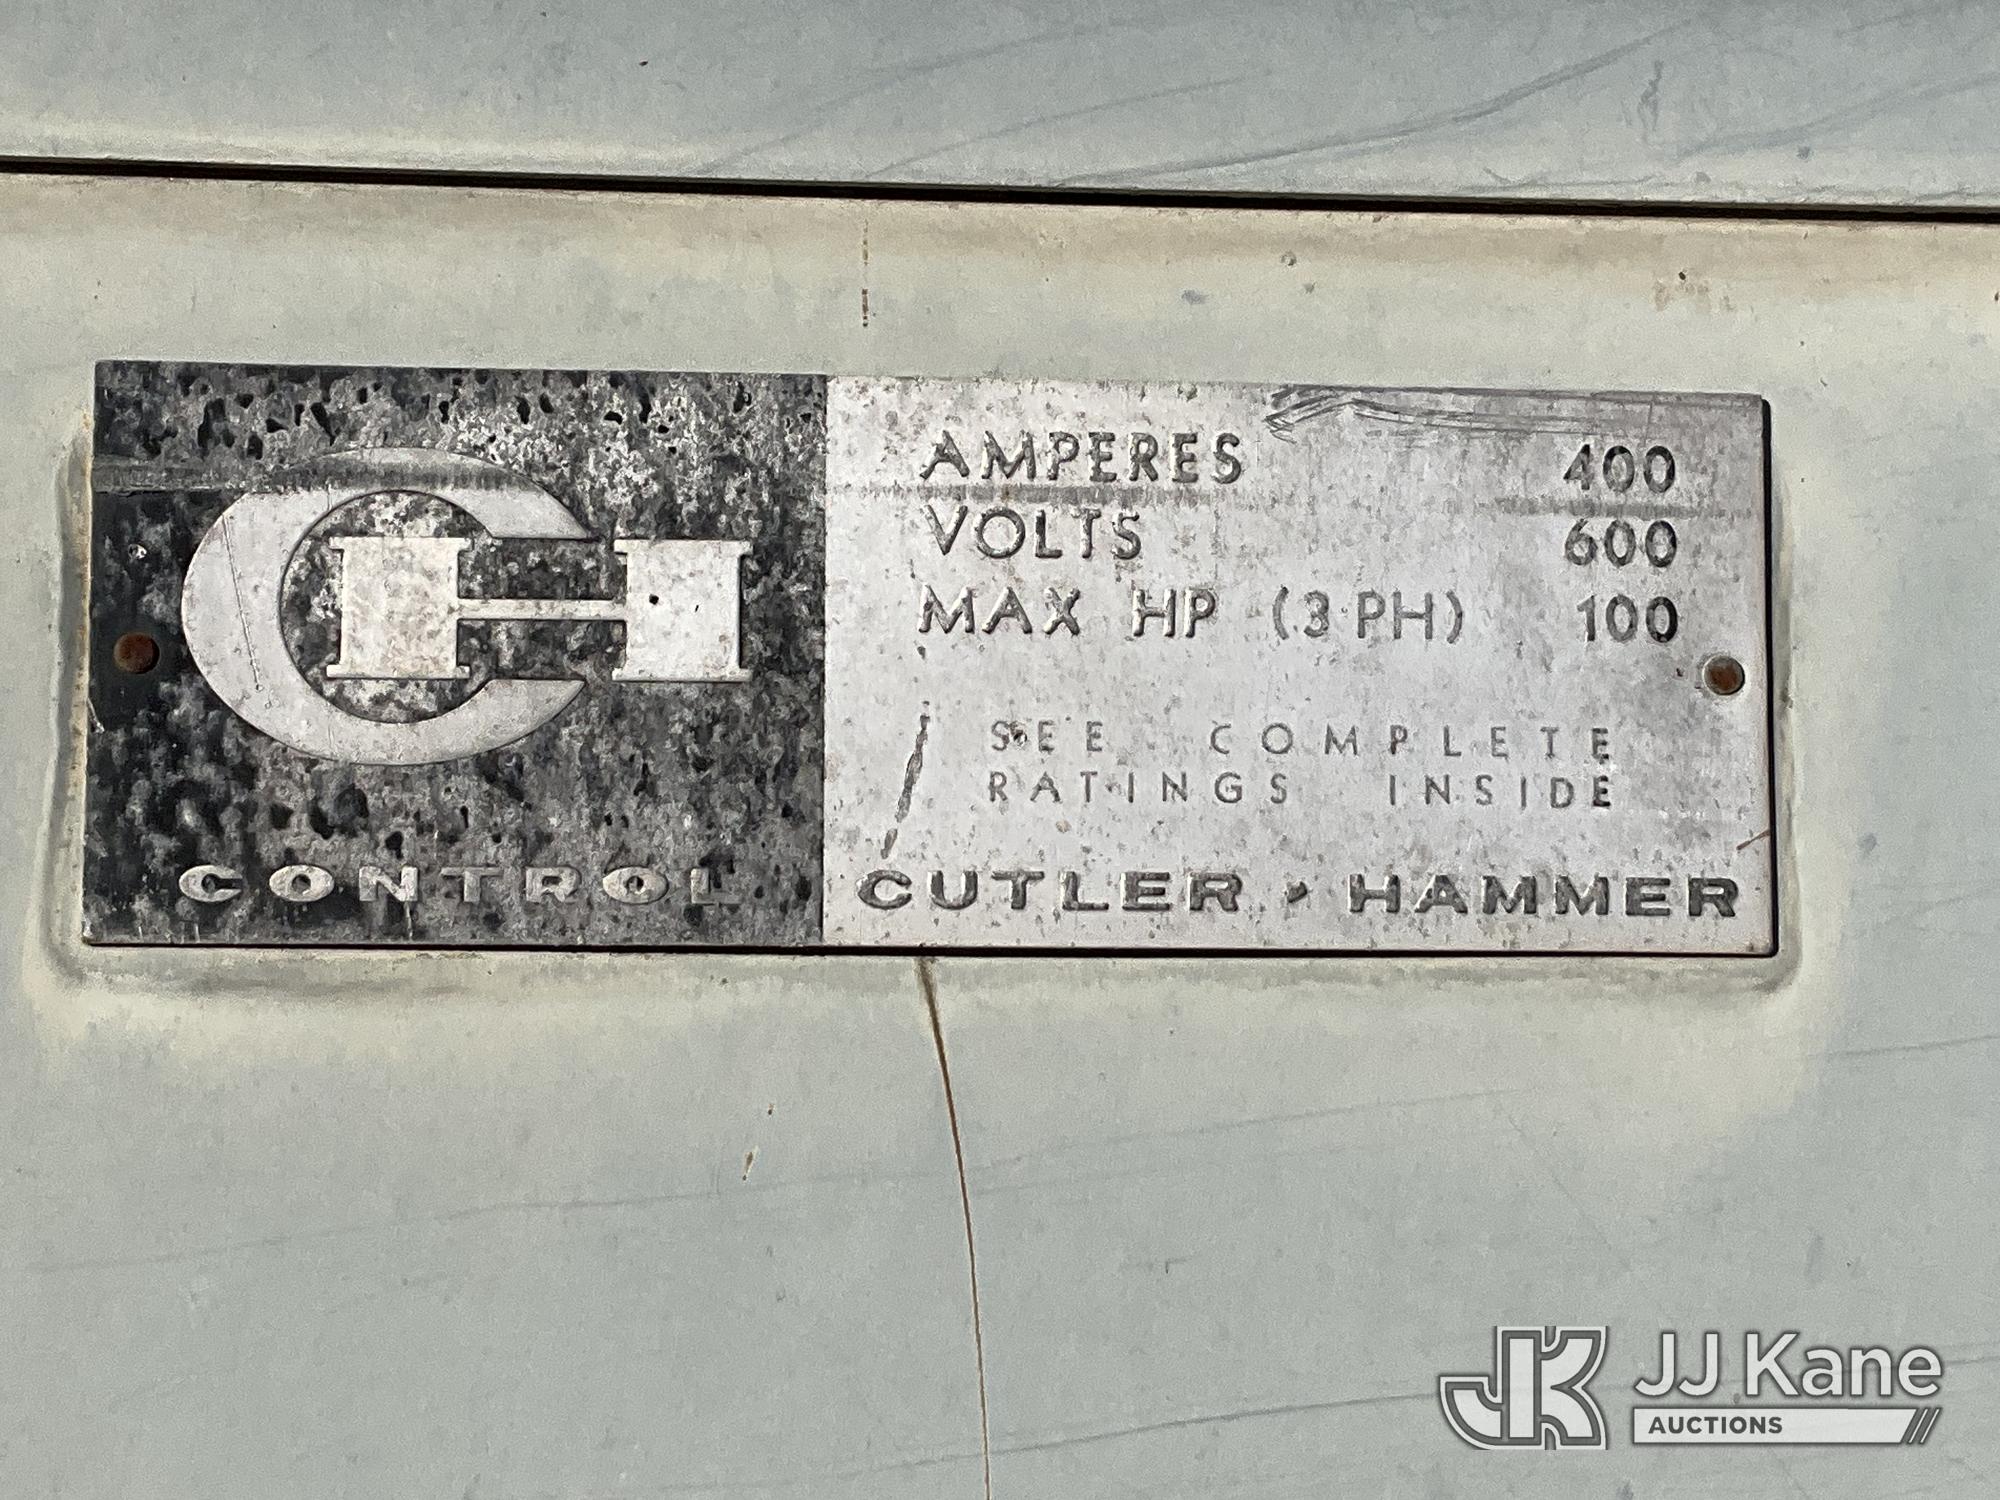 CH
CONTROL
AMPERES 400
VOLTS 600
MAX HP (3 PH) 100
SEE COMPLETE
RATINGS INSIDE
CUTLER-HAMMER
JK JJ Kane
AUCTIONS